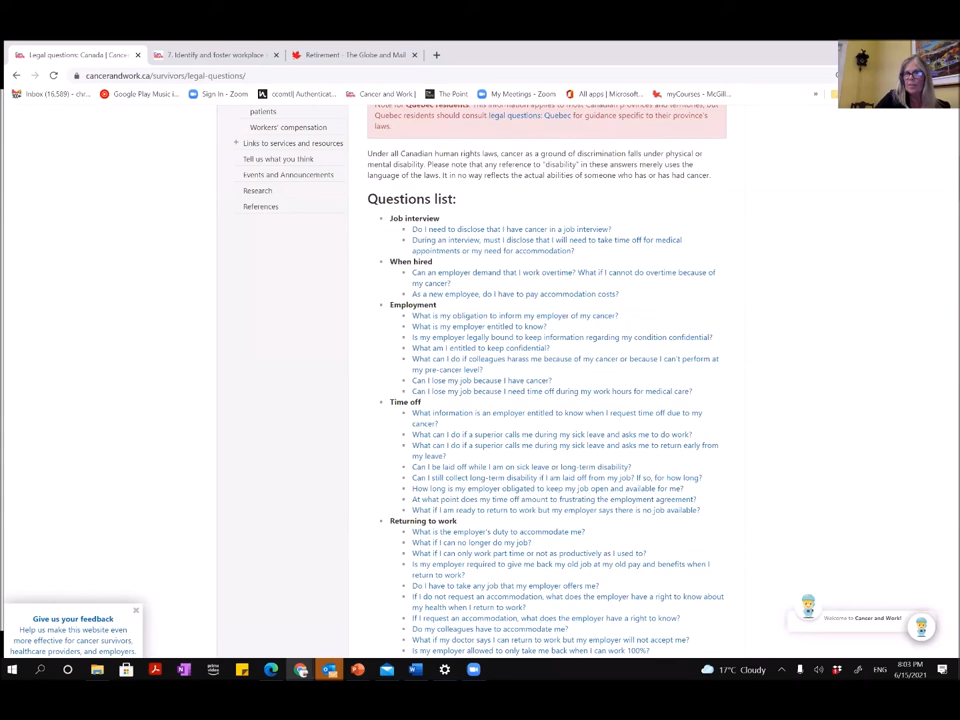 Legal questions: Canada | Cance
7. Identify and foster workplace
Retirement - The Globe and Mail
cancerandwork.ca/survivors/legal-questions/
Inbox (16,589) - chr...
Google Play Music i...
Sign In - Zoom
ccomtl| Authenticat...
Cancer and Work |
The Point
My Meetings - Zoom
All apps | Microsoft...
myCourses - McGill...
»
patients
Workers' compensation
Links to services and resources
Tell us what you think
Events and Announcements
Research
References
Note for Quebec residents: This information applies to most Canadian provinces and territories, but
Quebec residents should consult legal questions: Quebec for guidance specific to their province's
laws.
Under all Canadian human rights laws, cancer as a ground of discrimination falls under physical or
mental disability. Please note that any reference to "disability" in these answers merely uses the
language of the laws. It in no way reflects the actual abilities of someone who has or has had cancer.
Questions list:
Job interview
Do I need to disclose that I have cancer in a job interview?
During an interview, must I disclose that I will need to take time off for medical
appointments or my need for accommodation?
When hired
Can an employer demand that I work overtime? What if I cannot do overtime because of
my cancer?
As a new employee, do I have to pay accommodation costs?
Employment
What is my obligation to inform my employer of my cancer?
What is my employer entitled to know?
Is my employer legally bound to keep information regarding my condition confidential?
What am I entitled to keep confidential?
What can I do if colleagues harass me because of my cancer or because I can't perform at
my pre-cancer level?
Can I lose my job because I have cancer?
Can I lose my job because I need time off during my work hours for medical care?
Time off
What information is an employer entitled to know when I request time off due to my
cancer?
What can I do if a superior calls me during my sick leave and asks me to do work?
What can I do if a superior calls me during my sick leave and asks me to return early from
my leave?
Can I be laid off while I am on sick leave or long-term disability?
Can I still collect long-term disability if I am laid off from my job? If so, for how long?
How long is my employer obligated to keep my job open and available for me?
At what point does my time off amount to frustrating the employment agreement?
What if I am ready to return to work but my employer says there is no job available?
Returning to work
What is the employer's duty to accommodate me?
What if I can no longer do my job?
What if I can only work part time or not as productively as I used to?
Is my employer required to give me back my old job at my old pay and benefits when I
return to work?
Do I have to take any job that my employer offers me?
If I do not request an accommodation, what does the employer have a right to know about
my health when I return to work?
If I request an accommodation, what does the employer have a right to know?
Do my colleagues have to accommodate me?
What if my doctor says I can return to work but my employer will not accept me?
Is my employer allowed to only take me back when I can work 100%?
Give us your feedback
Help us make this website even
more effective for cancer survivors,
healthcare providers, and employers.
Welcome to Cancer and Work!
17°C Cloudy
ENG
8:03 PM
6/15/2021